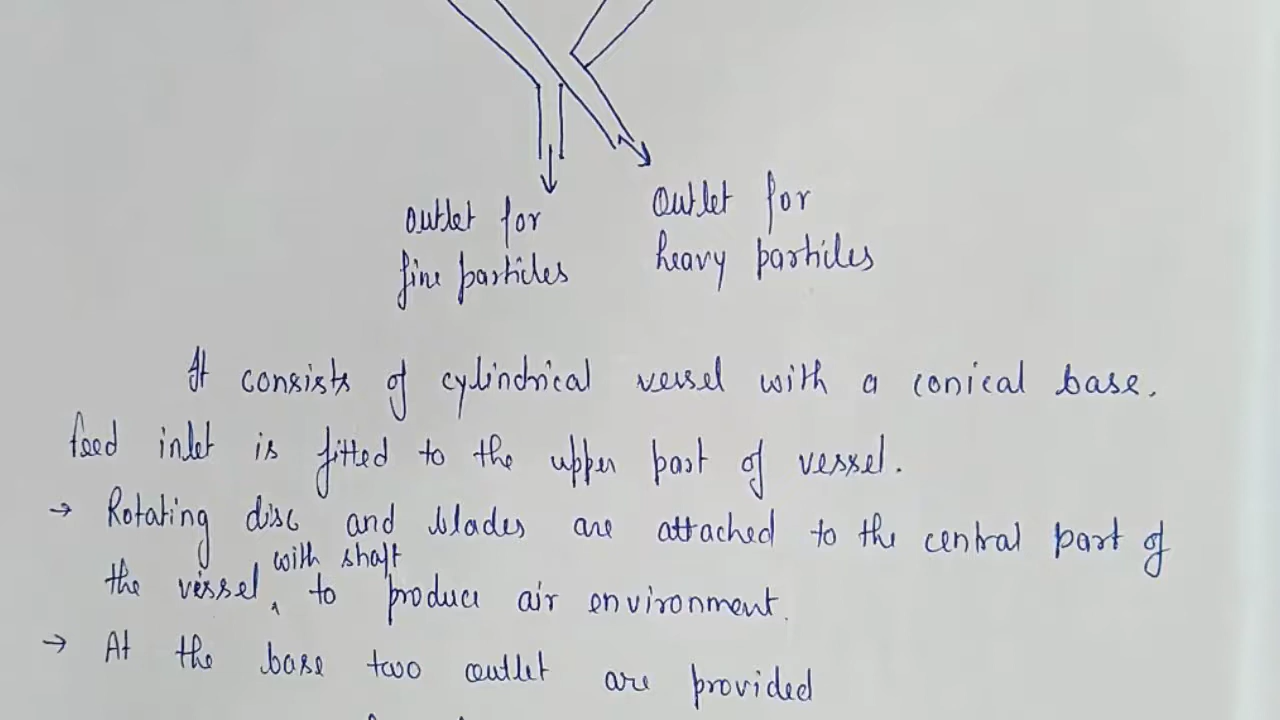 Outlet for
fine particles
Outlet for
heavy particles
It consists of cylindrical vessel with a conical base.
feed inlet is fitted to the upper part of vessel.
→ Rotating disc and blades are attached to the central part of
the vessel ‸ with shaft to produce air environment.
→ At the base two outlet are provided